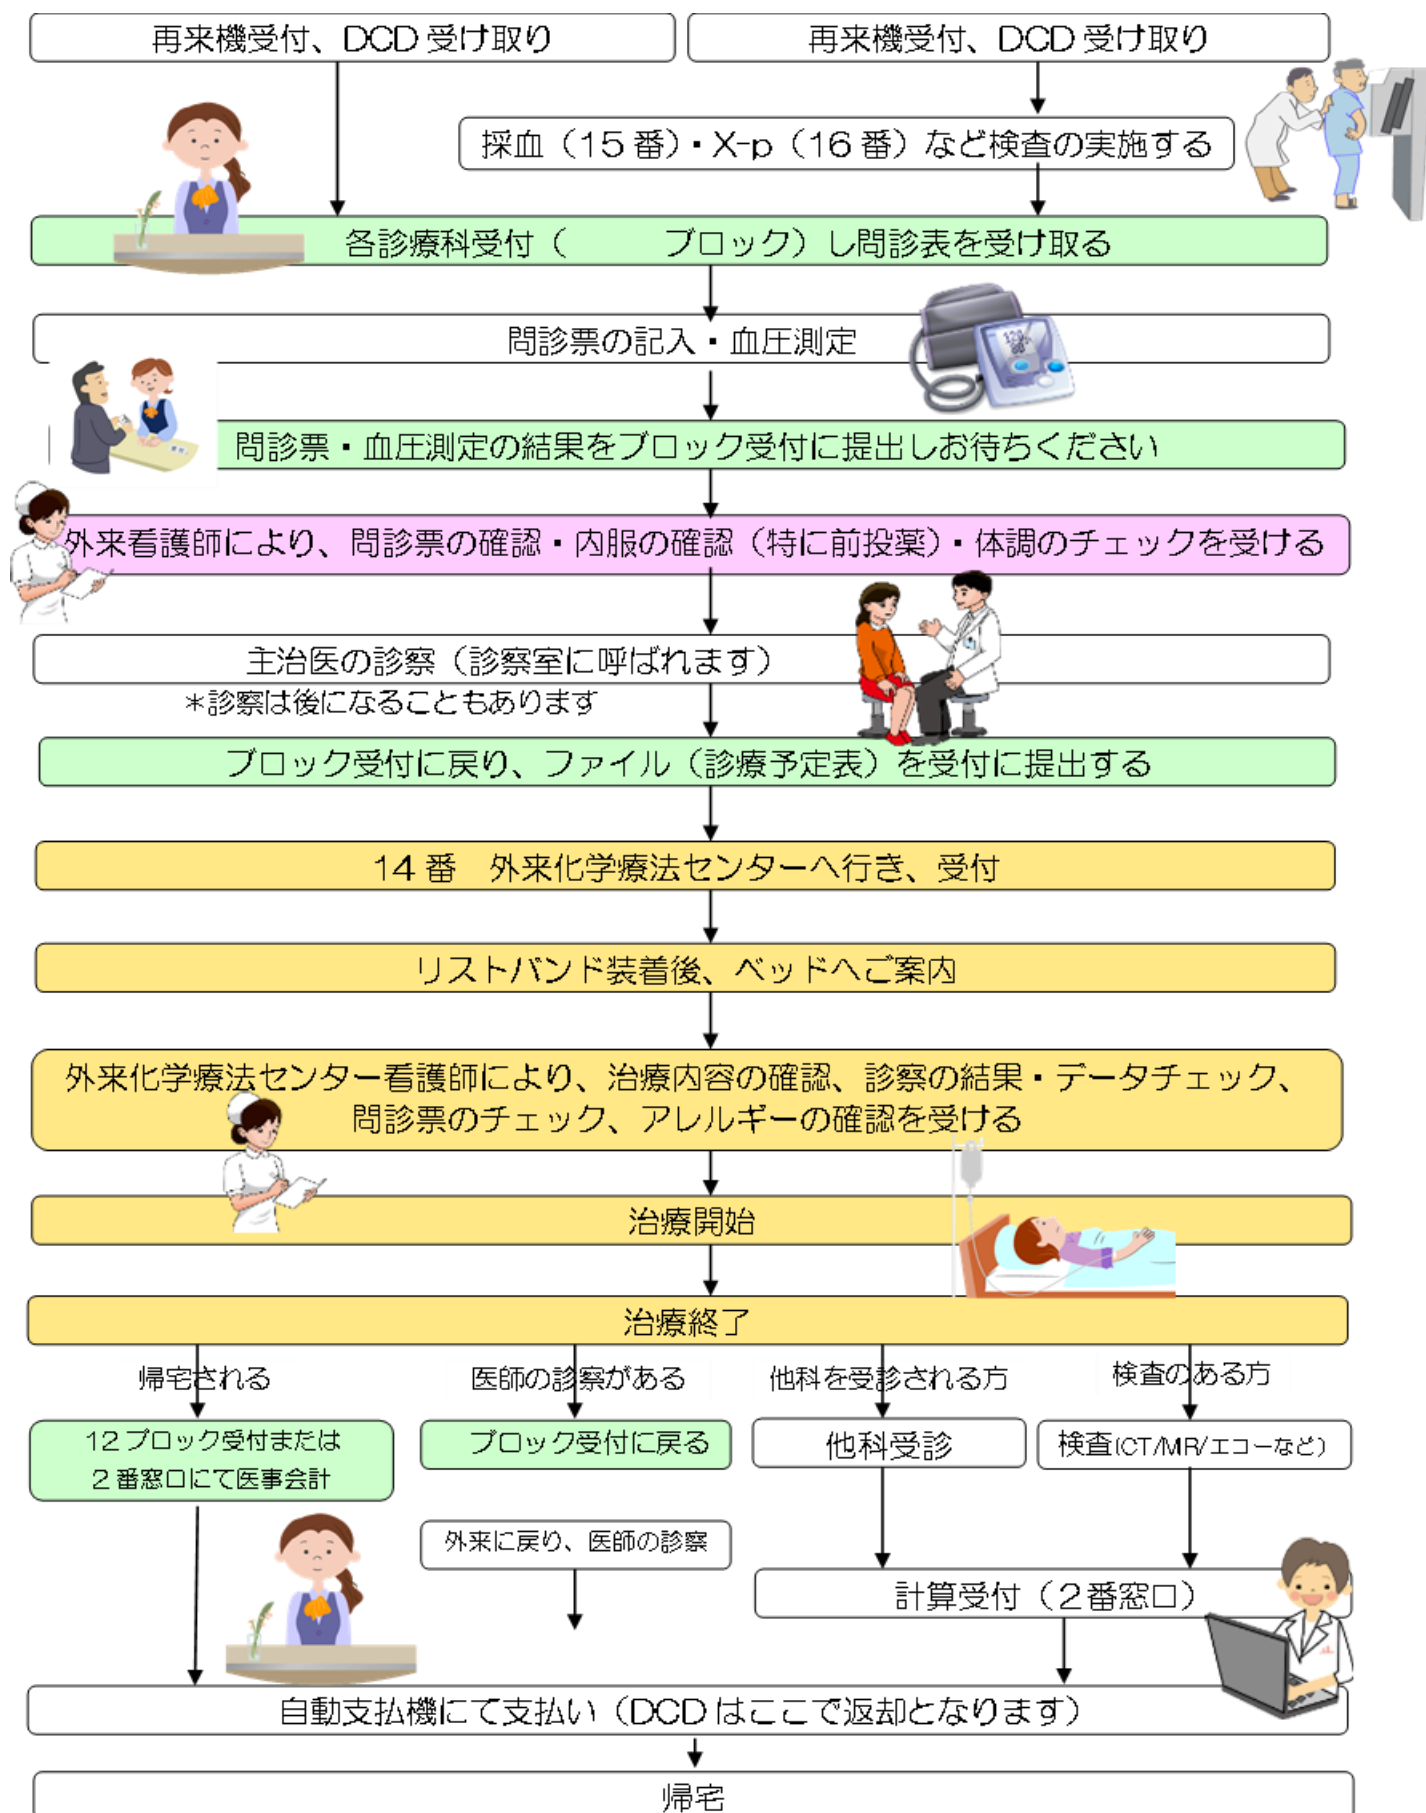 再来機受付、DCD 受け取り
再来機受付、DCD 受け取り
採血（15 番）・X-p（16 番）など検査の実施する
各診療科受付（　　　ブロック）し問診表を受け取る
問診票の記入・血圧測定
問診票・血圧測定の結果をブロック受付に提出しお待ちください
外来看護師により、問診票の確認・内服の確認（特に前投薬）・体調のチェックを受ける
主治医の診察（診察室に呼ばれます）
＊診察は後になることもあります
ブロック受付に戻り、ファイル（診療予定表）を受付に提出する
14 番　外来化学療法センターへ行き、受付
リストバンド装着後、ベッドへご案内
外来化学療法センター看護師により、治療内容の確認、診察の結果・データチェック、
問診票のチェック、アレルギーの確認を受ける
治療開始
治療終了
帰宅される
医師の診察がある
他科を受診される方
検査のある方
12 ブロック受付または
２番窓口にて医事会計
ブロック受付に戻る
他科受診
検査(CT/MR/エコーなど)
外来に戻り、医師の診察
計算受付（２番窓口）
自動支払機にて支払い（DCD はここで返却となります）
帰宅